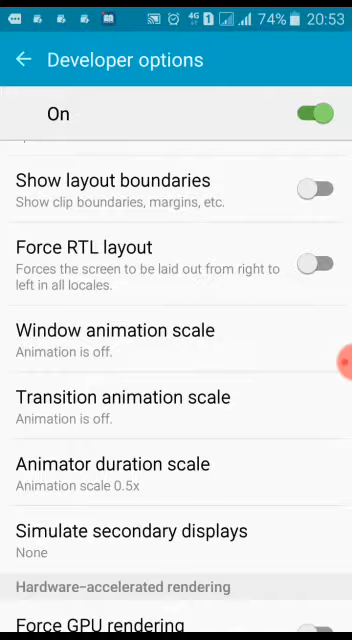 4G 1 74% 20:53
Developer options
On
Show layout boundaries
Show clip boundaries, margins, etc.
Force RTL layout
Forces the screen to be laid out from right to
left in all locales.
Window animation scale
Animation is off.
Transition animation scale
Animation is off.
Animator duration scale
Animation scale 0.5x
Simulate secondary displays
None
Hardware-accelerated rendering
Force GPU rendering